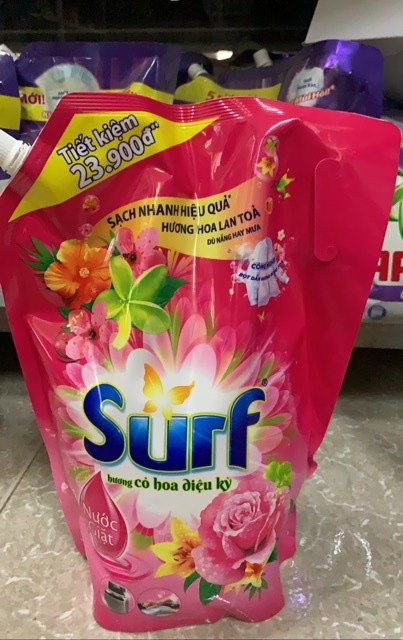 MỚI!
Tiết kiệm
23.900đ**
SẠCH NHANH HIỆU QUẢ*
HƯƠNG HOA LAN TOẢ
DÙ NẮNG HAY MƯA
Surf®
hương cỏ hoa diệu kỳ
Nước
Giặt